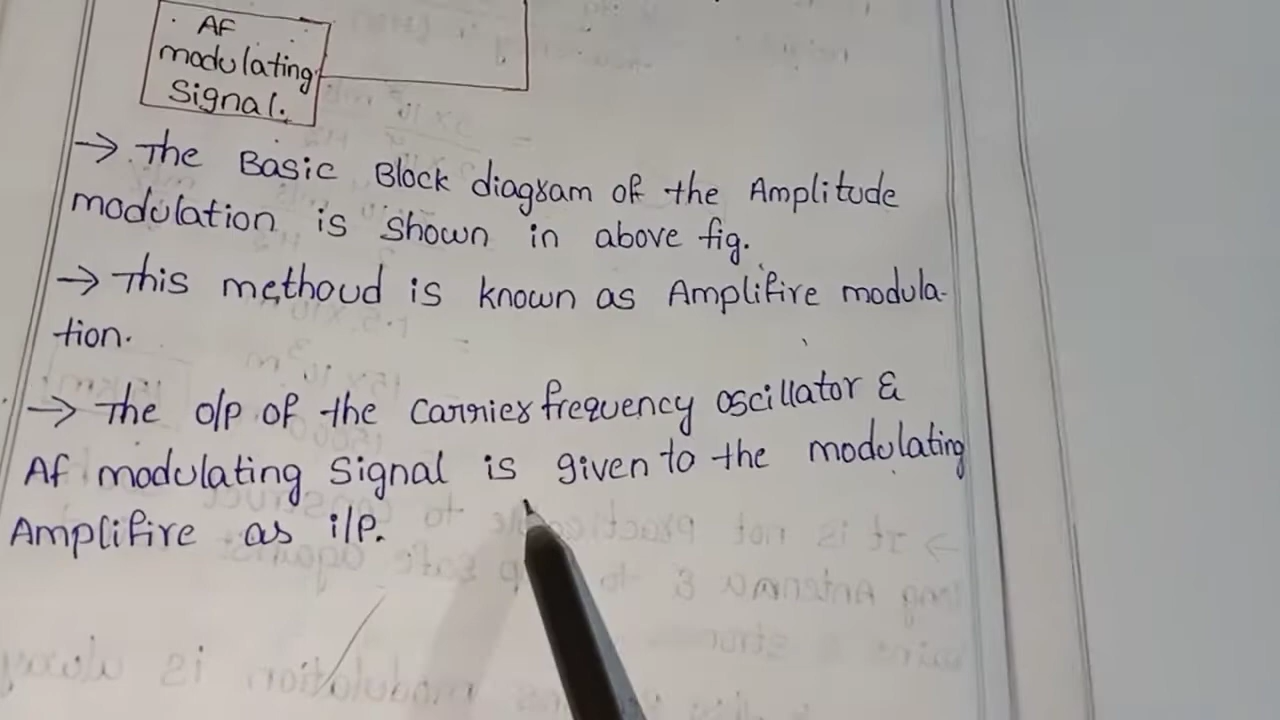 AF
modulating
Signal.
→ The Basic Block diagram of the Amplitude
modulation is shown in above fig.
→ This methoud is known as Amplifire modula-
tion.
→ The o/p of the carrier frequency oscillator &
Af modulating signal is given to the modulating
Amplifire as i/p.